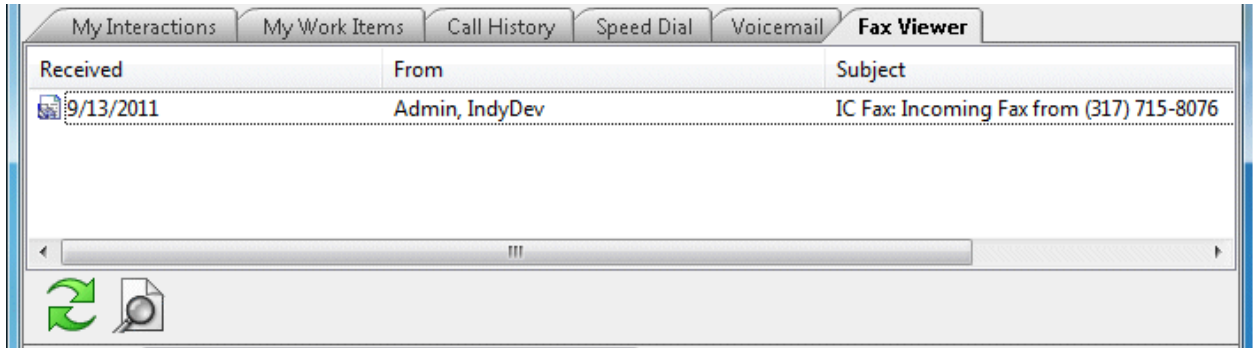 My Interactions My Work Items Call History Speed Dial Voicemail Fax Viewer
Received From Subject
9/13/2011 Admin, IndyDev IC Fax: Incoming Fax from (317) 715-8076